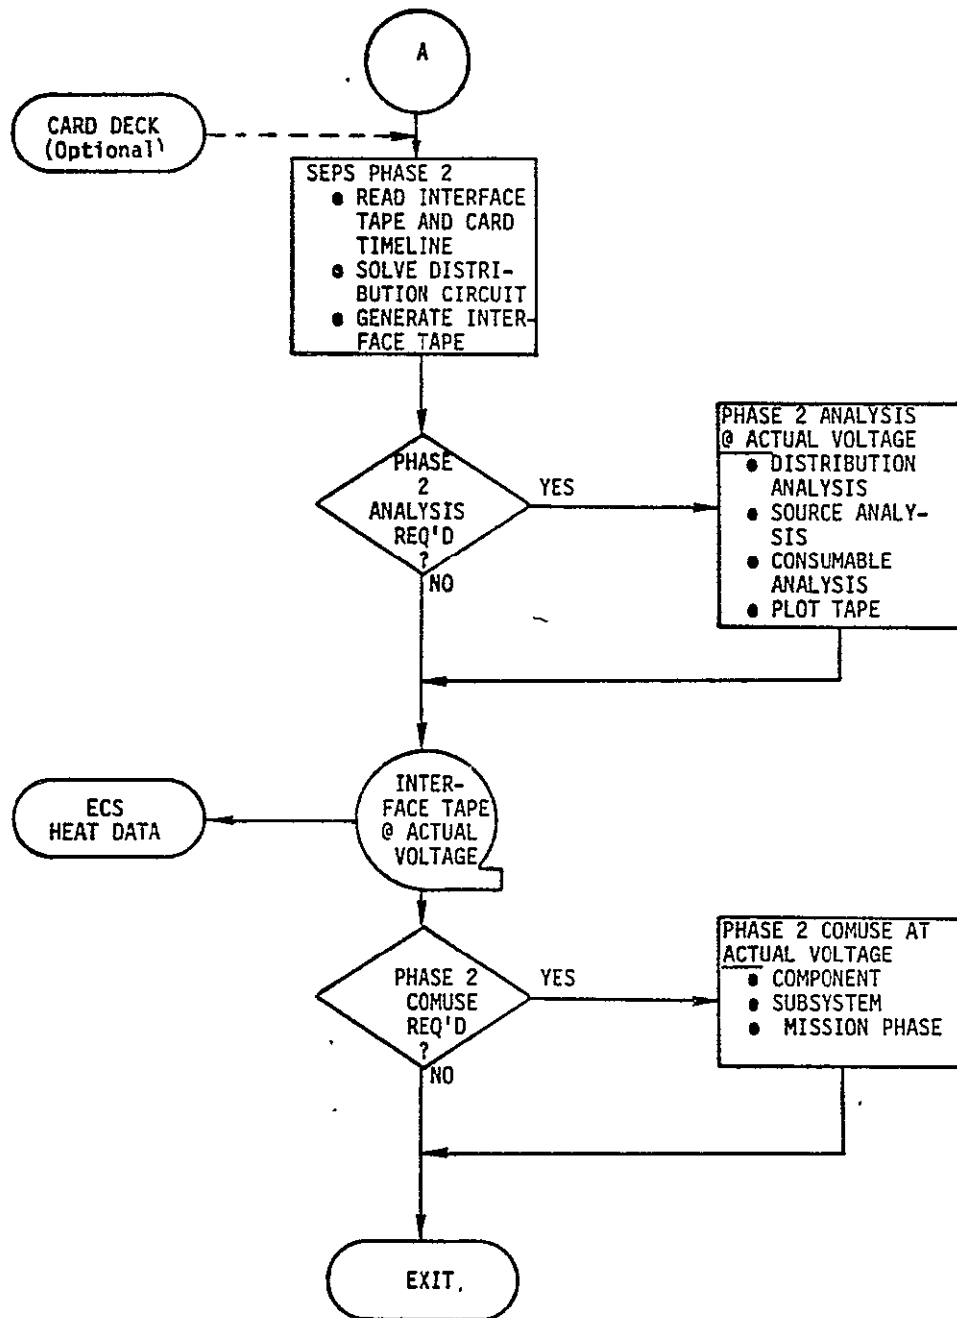 A
CARD DECK
(Optional)
SEPS PHASE 2
● READ INTERFACE
TAPE AND CARD
TIMELINE
● SOLVE DISTRI-
BUTION CIRCUIT
● GENERATE INTER-
FACE TAPE
PHASE
2
ANALYSIS
REQ'D
?
YES
NO
PHASE 2 ANALYSIS
@ ACTUAL VOLTAGE
● DISTRIBUTION
ANALYSIS
● SOURCE ANALY-
SIS
● CONSUMABLE
ANALYSIS
● PLOT TAPE
INTER-
FACE TAPE
@ ACTUAL
VOLTAGE
ECS
HEAT DATA
PHASE 2
COMUSE
REQ'D
?
YES
NO
PHASE 2 COMUSE AT
ACTUAL VOLTAGE
● COMPONENT
● SUBSYSTEM
● MISSION PHASE
EXIT